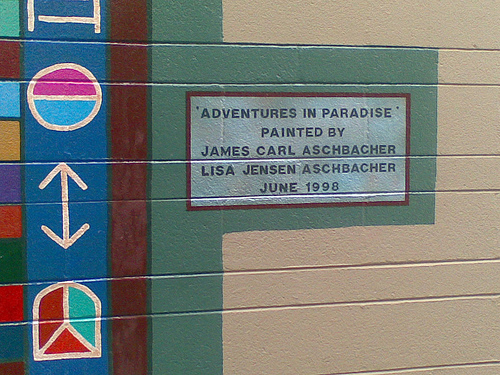 'ADVENTURES IN PARADISE'
PAINTED BY
JAMES CARL ASCHBACHER
LISA JENSEN ASCHBACHER
JUNE 1998